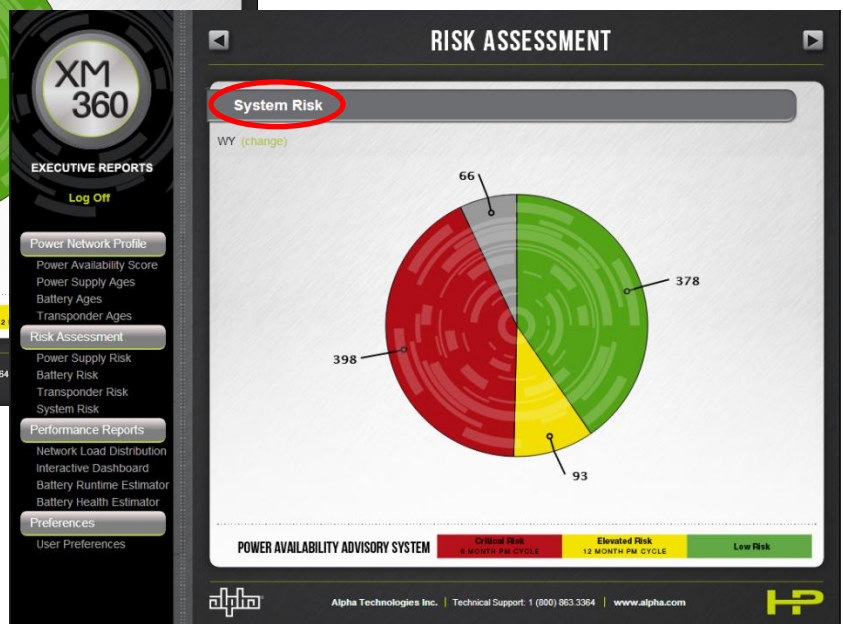 XM
360
EXECUTIVE REPORTS
Log Off
Power Network Profile
Power Availability Score
Power Supply Ages
Battery Ages
Transponder Ages
Risk Assessment
Power Supply Risk
Battery Risk
Transponder Risk
System Risk
Performance Reports
Network Load Distribution
Interactive Dashboard
Battery Runtime Estimator
Battery Health Estimator
Preferences
User Preferences
RISK ASSESSMENT
System Risk
WY (change)
66
378
398
93
POWER AVAILABILITY ADVISORY SYSTEM
Critical Risk
6 MONTH PM CYCLE
Elevated Risk
12 MONTH PM CYCLE
Low Risk
alpha
Alpha Technologies Inc. | Technical Support: 1 (800) 863.3364 | www.alpha.com
HP
2
64